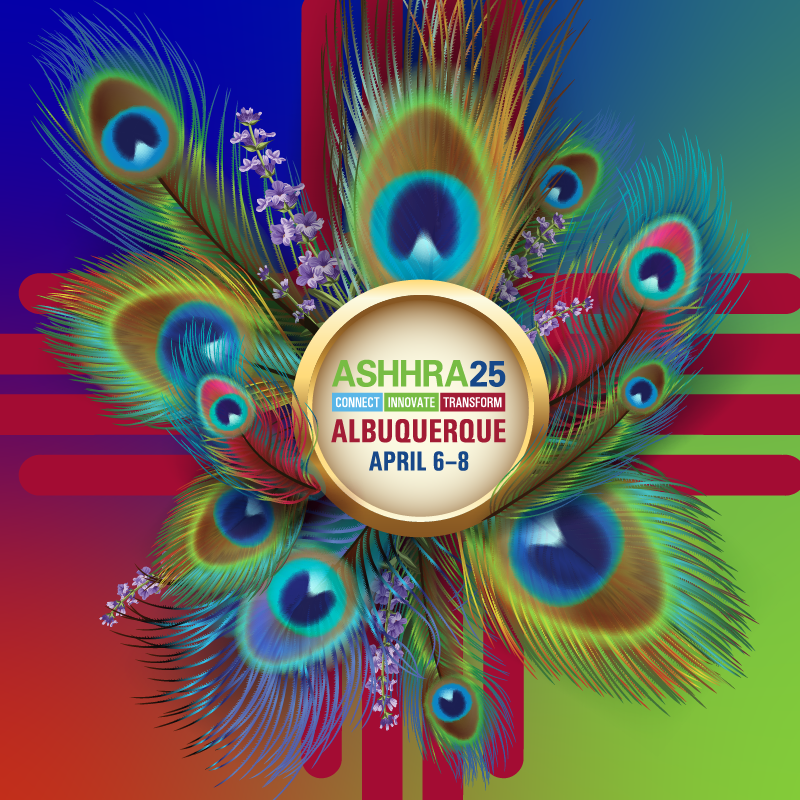 ASHHRA25
CONNECT INNOVATE TRANSFORM
ALBUQUERQUE
APRIL 6–8